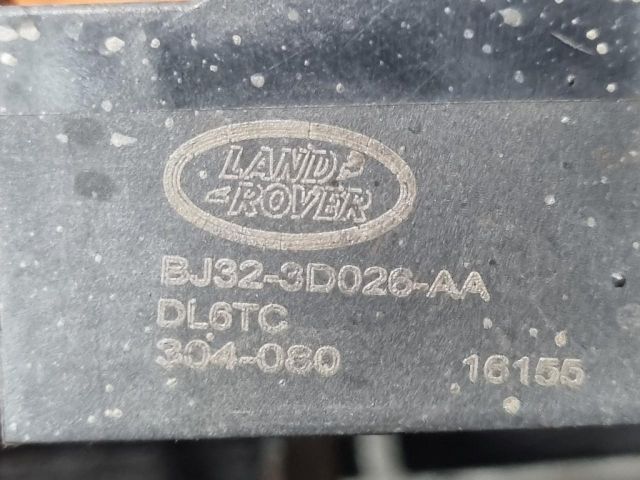 LAND
ROVER
BJ32-3D026-AA
DL6TC
304-080 16155